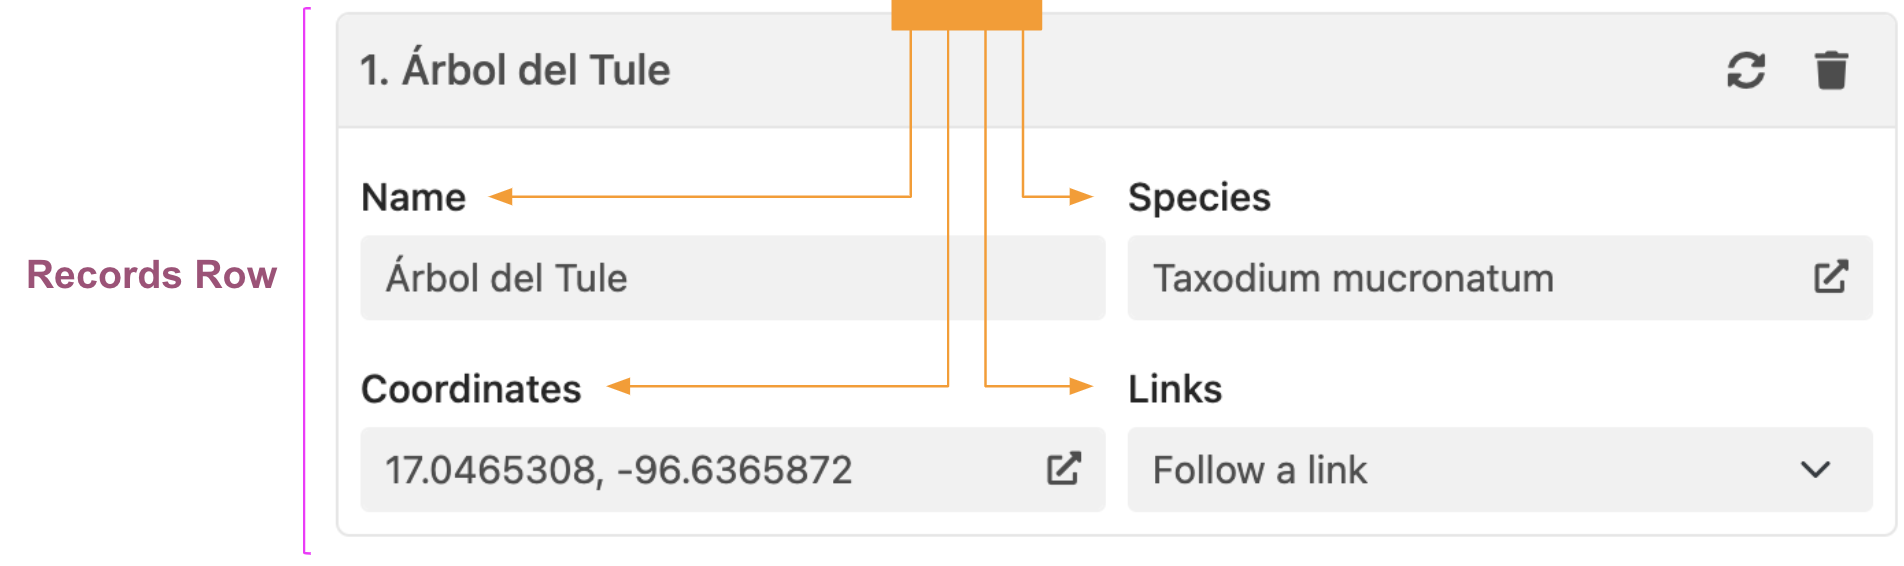 1. Árbol del Tule
Name
Species
Árbol del Tule
Taxodium mucronatum
Records Row
Coordinates
Links
17.0465308, -96.6365872
Follow a link